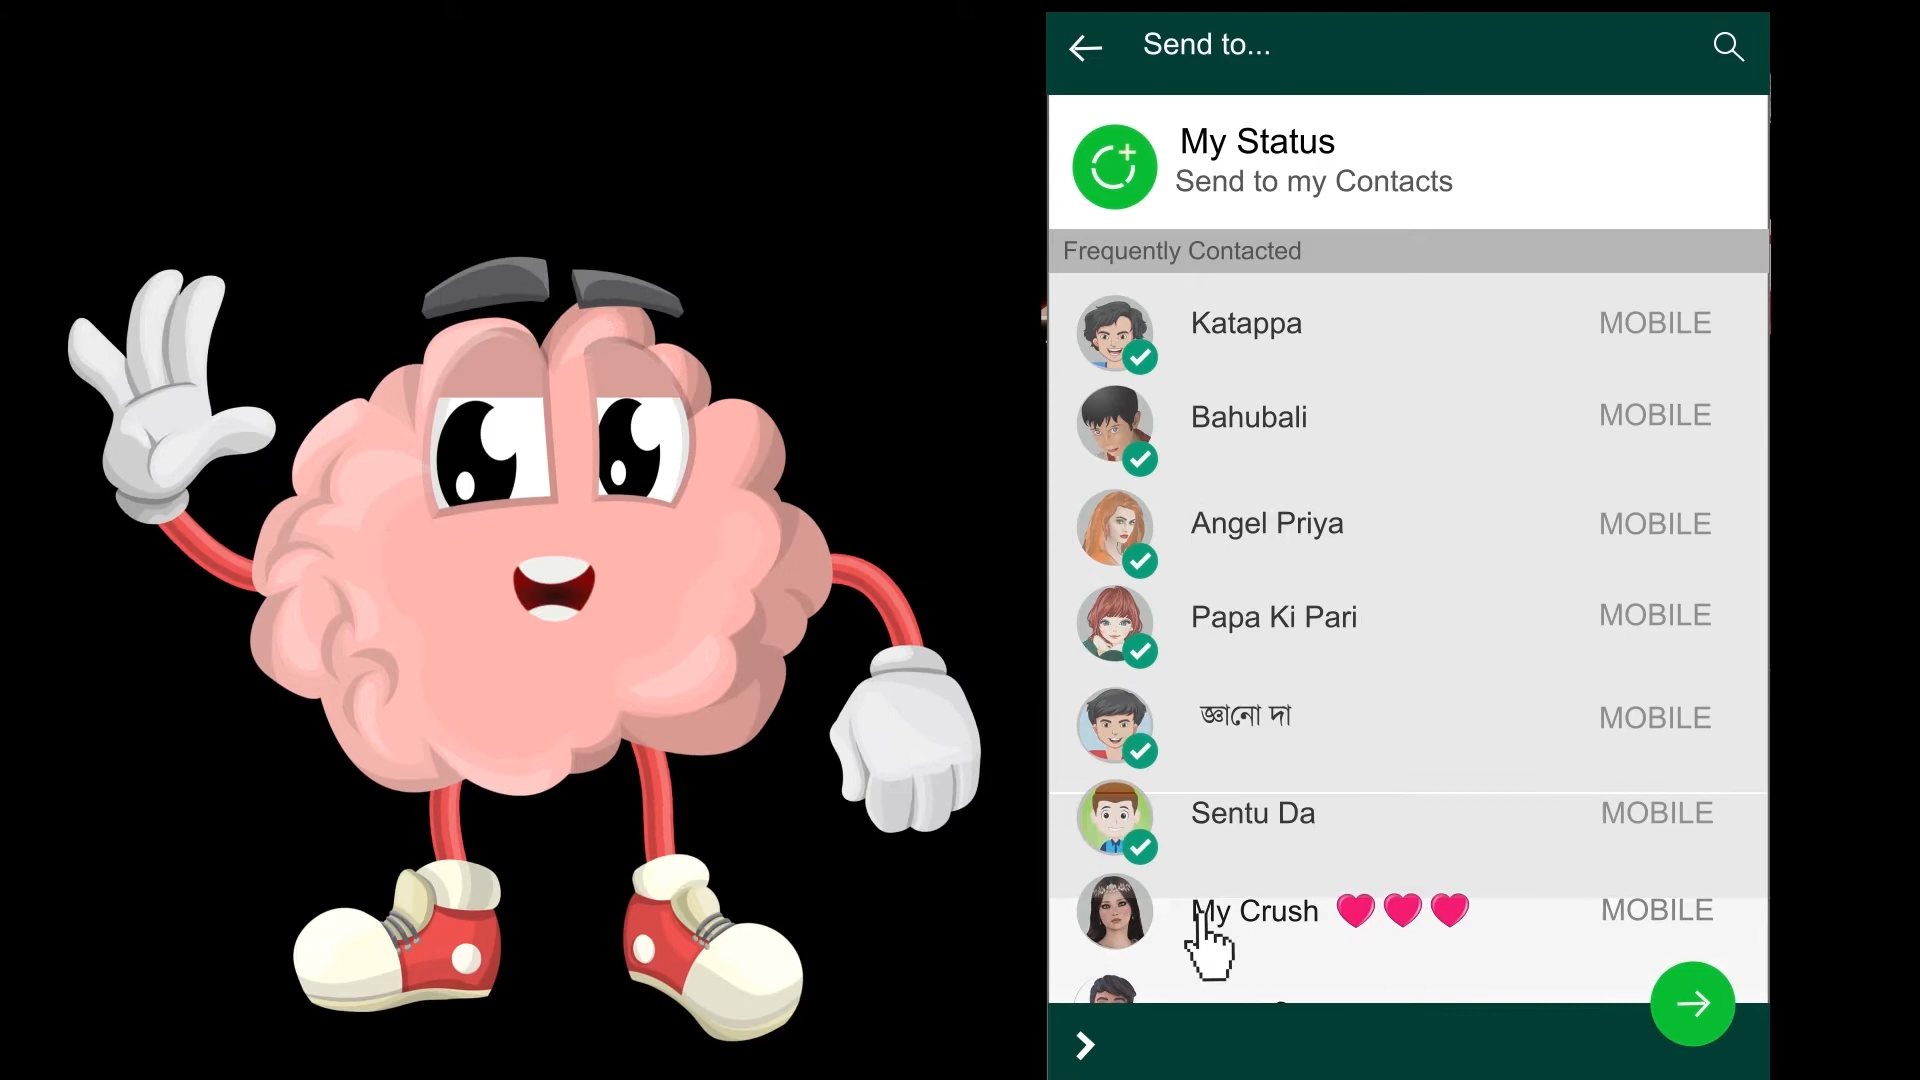 Send to...
My Status
Send to my Contacts
Frequently Contacted
Katappa MOBILE
Bahubali MOBILE
Angel Priya MOBILE
Papa Ki Pari MOBILE
জ্ঞানো দা MOBILE
Sentu Da MOBILE
My Crush MOBILE